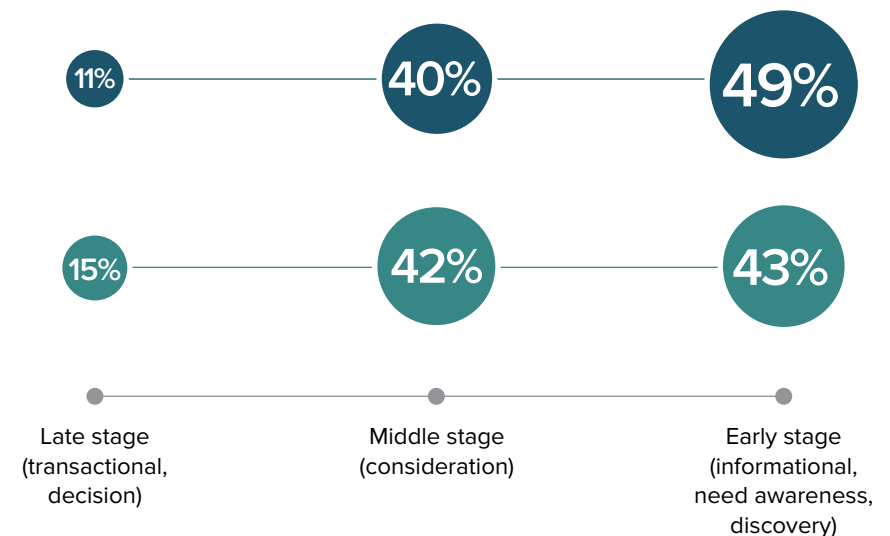 11%
40%
49%
15%
42%
43%
Late stage
(transactional,
decision)
Middle stage
(consideration)
Early stage
(informational,
need awareness,
discovery)